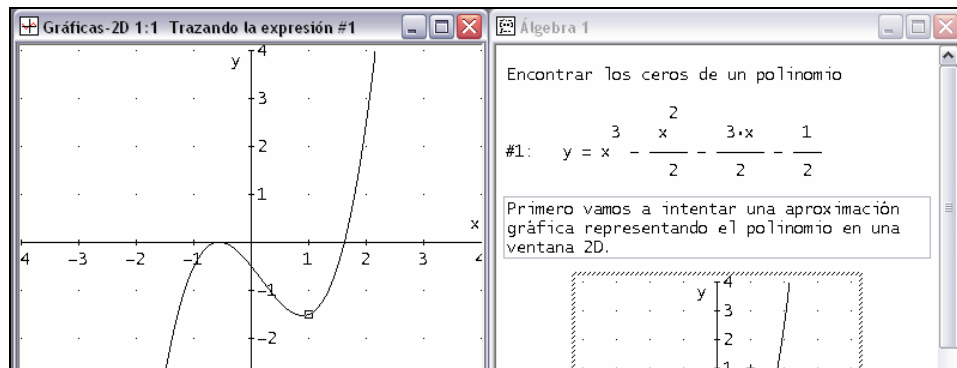 Gráficas-2D 1:1 Trazando la expresión #1
y 4
3
2
1
x
4 -3 -2 -1 1 2 3 4
-1
-2
Álgebra 1
Encontrar los ceros de un polinomio
#1: y = x^3 - x^2/2 - 3·x/2 - 1/2
Primero vamos a intentar una aproximación
gráfica representando el polinomio en una
ventana 2D.
y 4
3
2
1